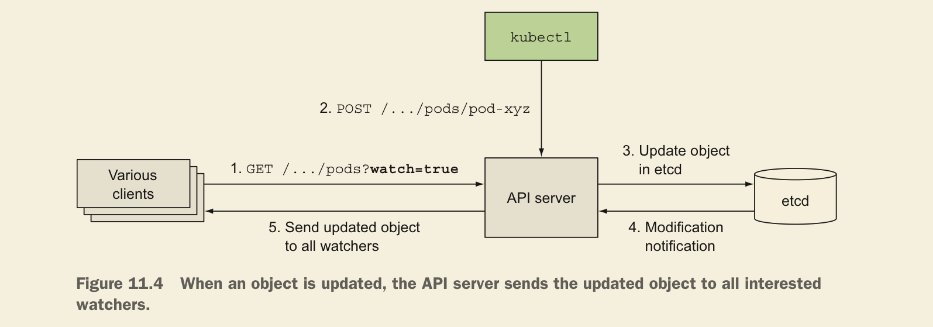 kubectl
2. POST /.../pods/pod-xyz
Various
clients
1. GET /.../pods?watch=true
API server
3. Update object
in etcd
etcd
5. Send updated object
to all watchers
4. Modification
notification
Figure 11.4 When an object is updated, the API server sends the updated object to all interested
watchers.